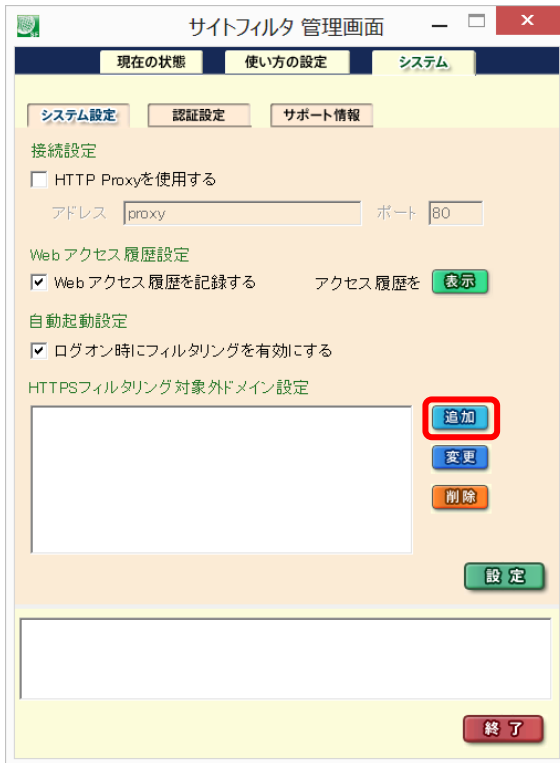 サイトフィルタ 管理画面
現在の状態 使い方の設定 システム
システム設定 認証設定 サポート情報
接続設定
HTTP Proxyを使用する
アドレス proxy ポート 80
Web アクセス履歴設定
Web アクセス履歴を記録する アクセス履歴を 表示
自動起動設定
ログオン時にフィルタリングを有効にする
HTTPSフィルタリング対象外ドメイン設定
追加
変更
削除
設定
終了